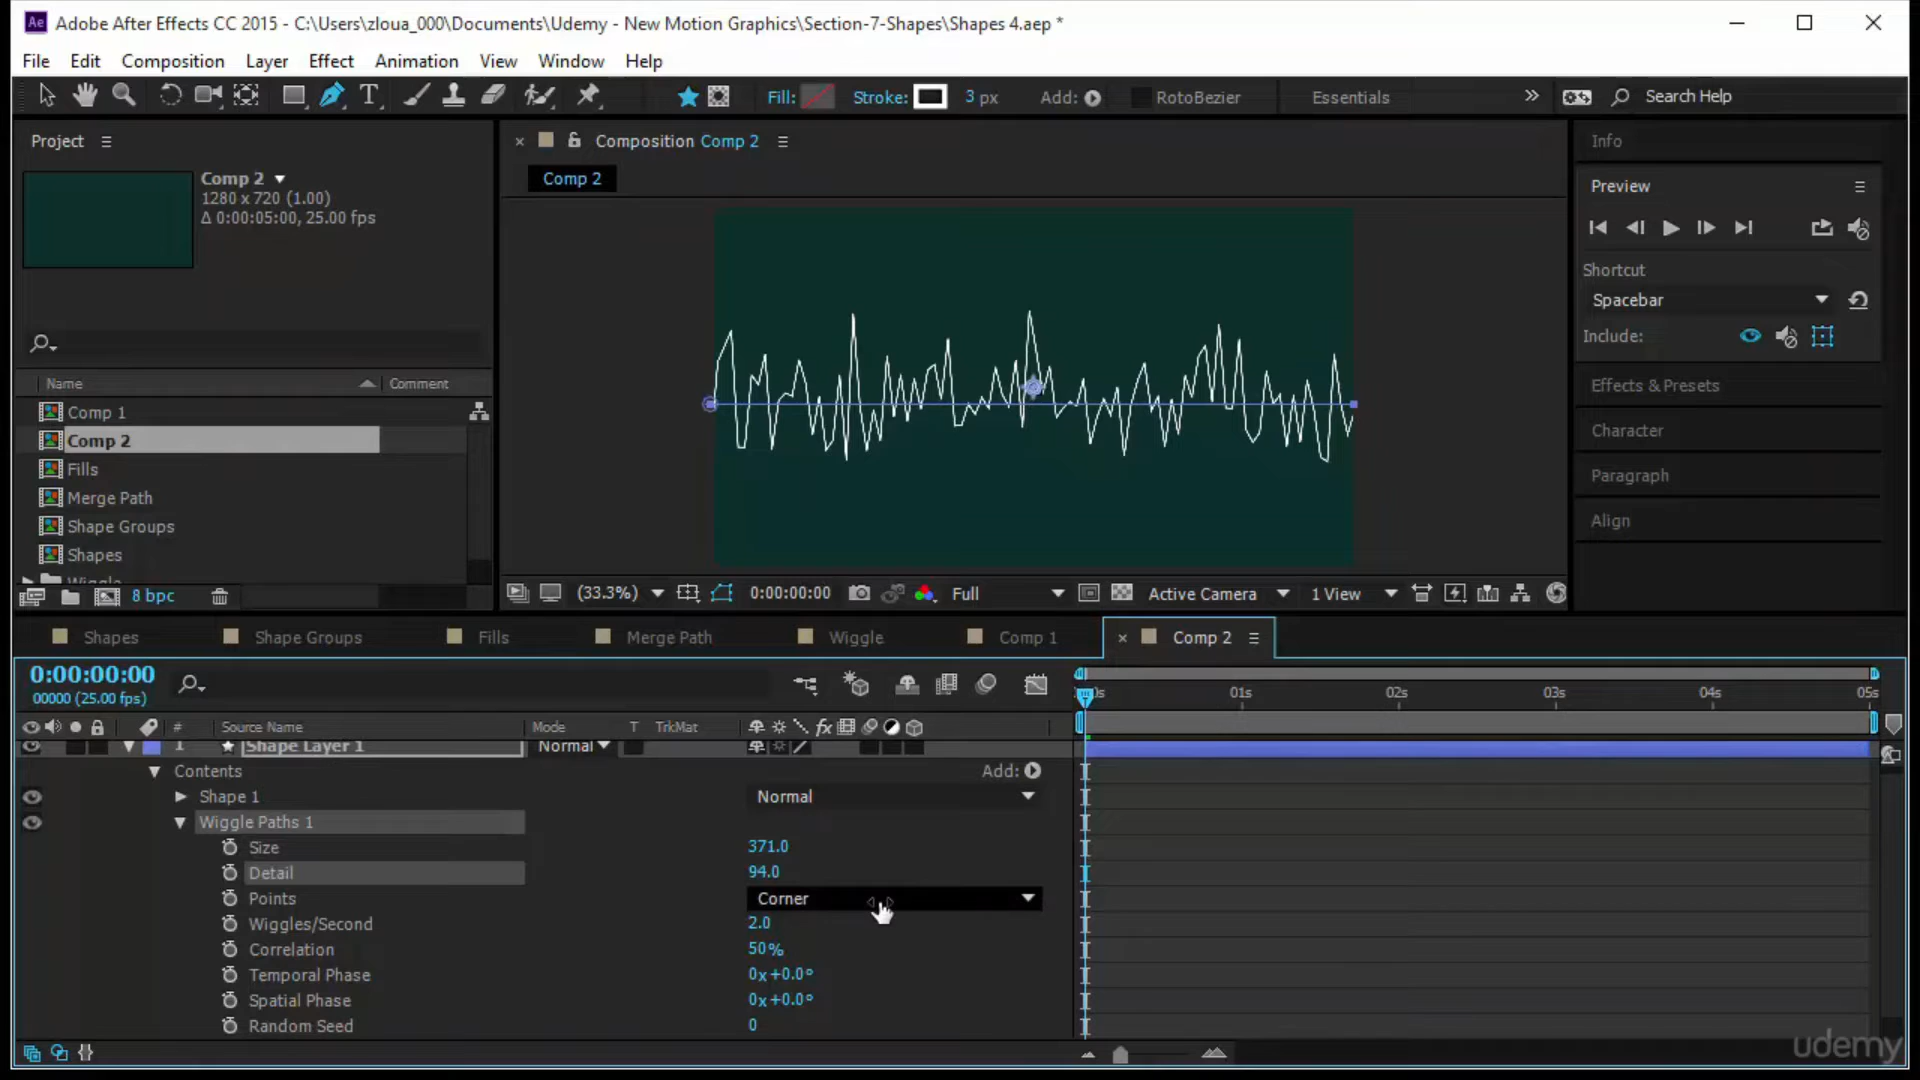 Ae Adobe After Effects CC 2015 - C:\Users\zloua_000\Documents\Udemy - New Motion Graphics\Section-7-Shapes\Shapes 4.aep *
File Edit Composition Layer Effect Animation View Window Help
T Fill: Stroke: 3 px Add: RotoBezier Essentials Search Help
Project
Comp 2
1280 x 720 (1.00)
Δ 0:00:05:00, 25.00 fps
Name Comment
Comp 1
Comp 2
Fills
Merge Path
Shape Groups
Shapes
Wiggle
8 bpc
Composition Comp 2
Comp 2
(33.3%) 0:00:00:00 Full Active Camera 1 View
Info
Preview
Shortcut
Spacebar
Include:
Effects & Presets
Character
Paragraph
Align
Shapes Shape Groups Fills Merge Path Wiggle Comp 1 Comp 2
0:00:00:00
00000 (25.00 fps)
0s 01s 02s 03s 04s 05s
# Source Name Mode T TrkMat fx
1 Shape Layer 1 Normal
Contents Add:
Shape 1 Normal
Wiggle Paths 1
Size 371.0
Detail 94.0
Points Corner
Wiggles/Second 2.0
Correlation 50%
Temporal Phase 0x+0.0°
Spatial Phase 0x+0.0°
Random Seed 0
udemy